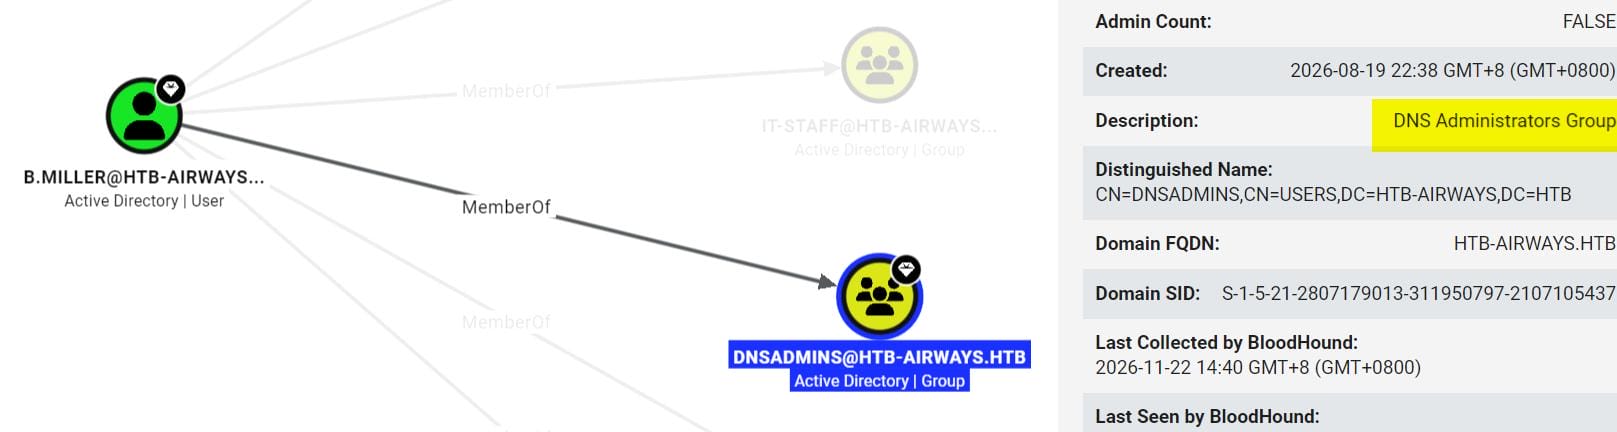 MemberOf
IT-STAFF@HTB-AIRWAYS...
Active Directory | Group
B.MILLER@HTB-AIRWAYS...
Active Directory | User
MemberOf
MemberOf
DNSADMINS@HTB-AIRWAYS.HTB
Active Directory | Group
Admin Count: FALSE
Created: 2026-08-19 22:38 GMT+8 (GMT+0800)
Description: DNS Administrators Group
Distinguished Name:
CN=DNSADMINS,CN=USERS,DC=HTB-AIRWAYS,DC=HTB
Domain FQDN: HTB-AIRWAYS.HTB
Domain SID: S-1-5-21-2807179013-311950797-2107105437
Last Collected by BloodHound:
2026-11-22 14:40 GMT+8 (GMT+0800)
Last Seen by BloodHound: